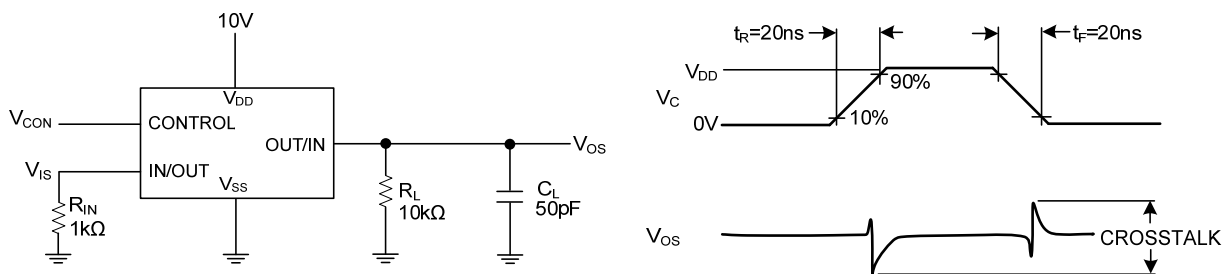 10V
V_DD
V_CON
CONTROL
OUT/IN
V_OS
V_IS
IN/OUT
V_SS
R_IN
1kΩ
R_L
10kΩ
C_L
50pF
t_R=20ns
t_F=20ns
V_DD
90%
V_C
10%
0V
V_OS
CROSSTALK